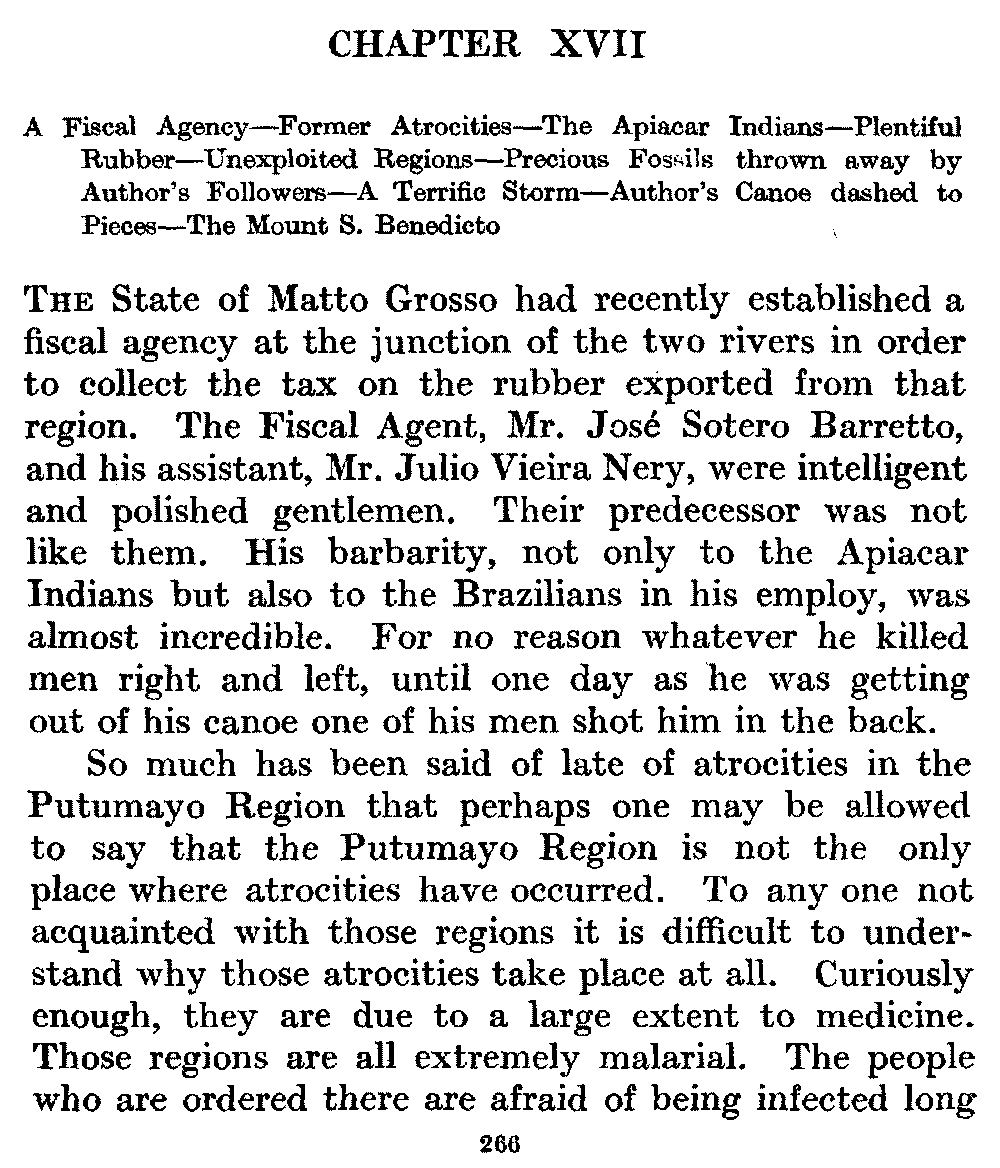 CHAPTER XVII
A Fiscal Agency—Former Atrocities—The Apiacar Indians—Plentiful
Rubber—Unexploited Regions—Precious Fossils thrown away by
Author's Followers—A Terrific Storm—Author's Canoe dashed to
Pieces—The Mount S. Benedicto
THE State of Matto Grosso had recently established a
fiscal agency at the junction of the two rivers in order
to collect the tax on the rubber exported from that
region. The Fiscal Agent, Mr. José Sotero Barretto,
and his assistant, Mr. Julio Vieira Nery, were intelligent
and polished gentlemen. Their predecessor was not
like them. His barbarity, not only to the Apiacar
Indians but also to the Brazilians in his employ, was
almost incredible. For no reason whatever he killed
men right and left, until one day as he was getting
out of his canoe one of his men shot him in the back.
So much has been said of late of atrocities in the
Putumayo Region that perhaps one may be allowed
to say that the Putumayo Region is not the only
place where atrocities have occurred. To any one not
acquainted with those regions it is difficult to under-
stand why those atrocities take place at all. Curiously
enough, they are due to a large extent to medicine.
Those regions are all extremely malarial. The people
who are ordered there are afraid of being infected long
266